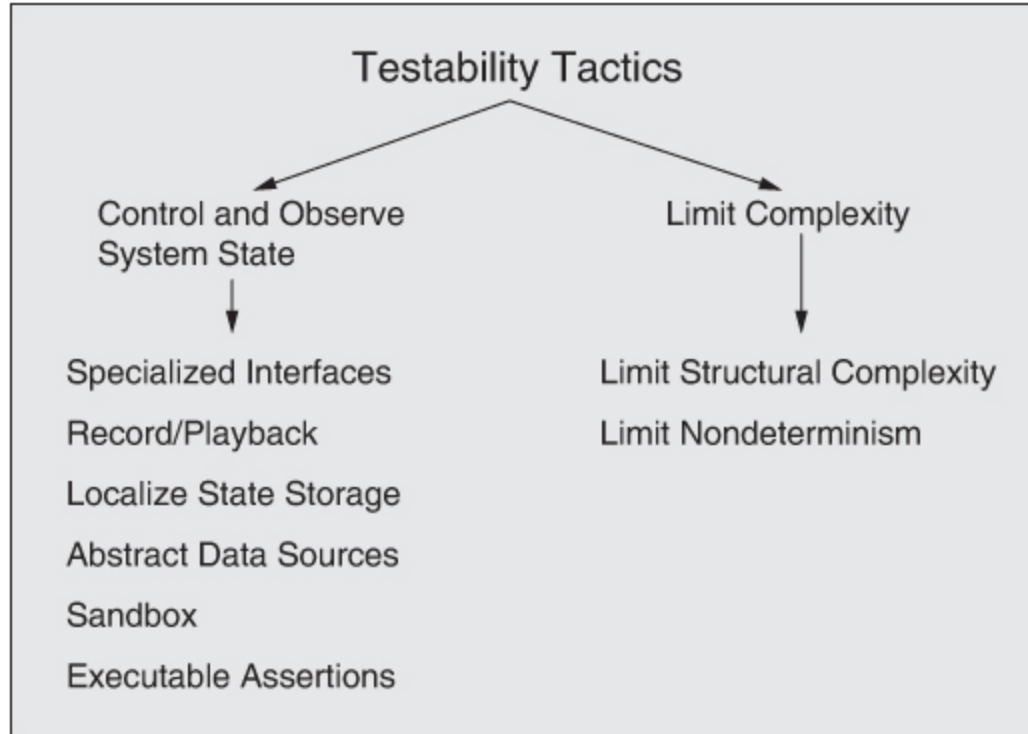 Testability Tactics
Control and Observe
System State
Limit Complexity
Specialized Interfaces
Record/Playback
Localize State Storage
Abstract Data Sources
Sandbox
Executable Assertions
Limit Structural Complexity
Limit Nondeterminism